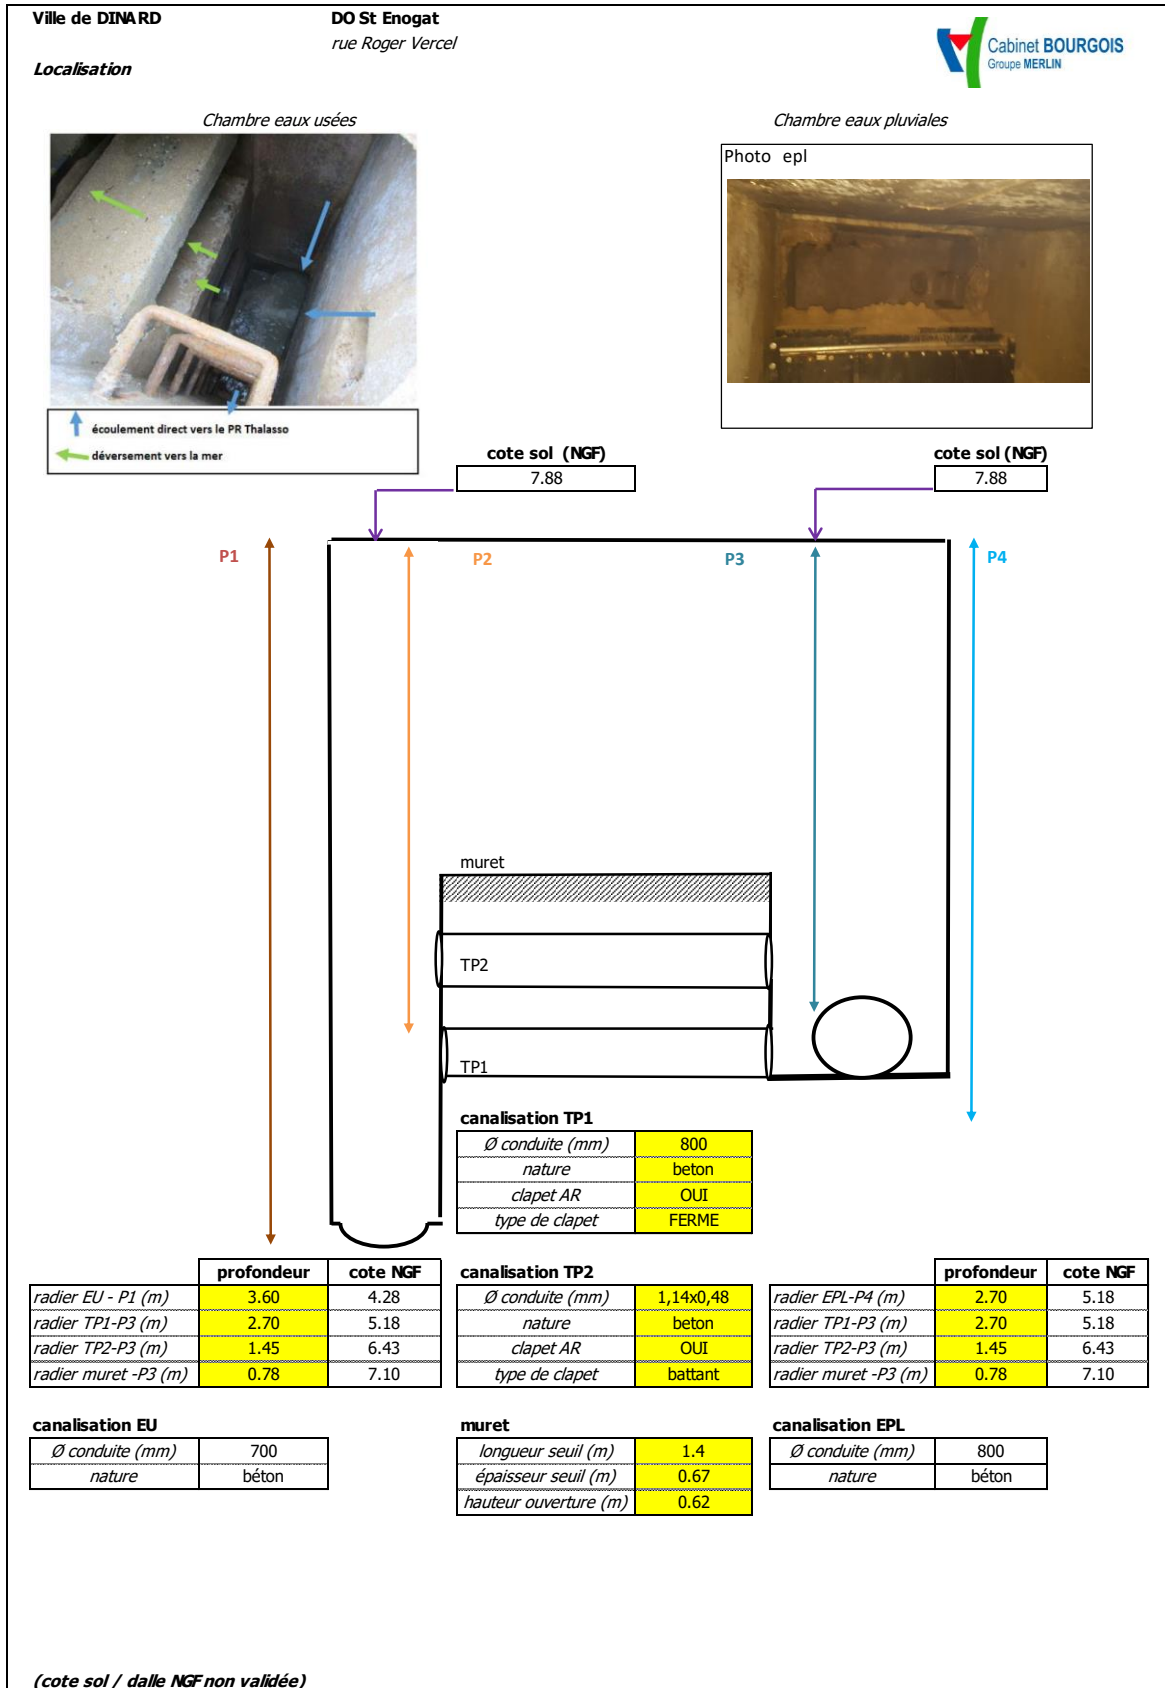 Ville de DINARD DO St Enogat
rue Roger Vercel
Cabinet BOURGOIS
Groupe MERLIN
Localisation
Chambre eaux usées Chambre eaux pluviales
Photo epl
écoulement direct vers le PR Thalasso
déversement vers la mer
cote sol (NGF) cote sol (NGF)
7.88 7.88
P1 P2 P3 P4
muret
TP2
TP1
canalisation TP1
Ø conduite (mm) 800
nature beton
clapet AR OUI
type de clapet FERME
profondeur cote NGF canalisation TP2 profondeur cote NGF
radier EU - P1 (m) 3.60 4.28 Ø conduite (mm) 1,14x0,48 radier EPL-P4 (m) 2.70 5.18
radier TP1-P3 (m) 2.70 5.18 nature beton radier TP1-P3 (m) 2.70 5.18
radier TP2-P3 (m) 1.45 6.43 clapet AR OUI radier TP2-P3 (m) 1.45 6.43
radier muret -P3 (m) 0.78 7.10 type de clapet battant radier muret -P3 (m) 0.78 7.10
canalisation EU muret canalisation EPL
Ø conduite (mm) 700 longueur seuil (m) 1.4 Ø conduite (mm) 800
nature béton épaisseur seuil (m) 0.67 nature béton
hauteur ouverture (m) 0.62
(cote sol / dalle NGF non validée)